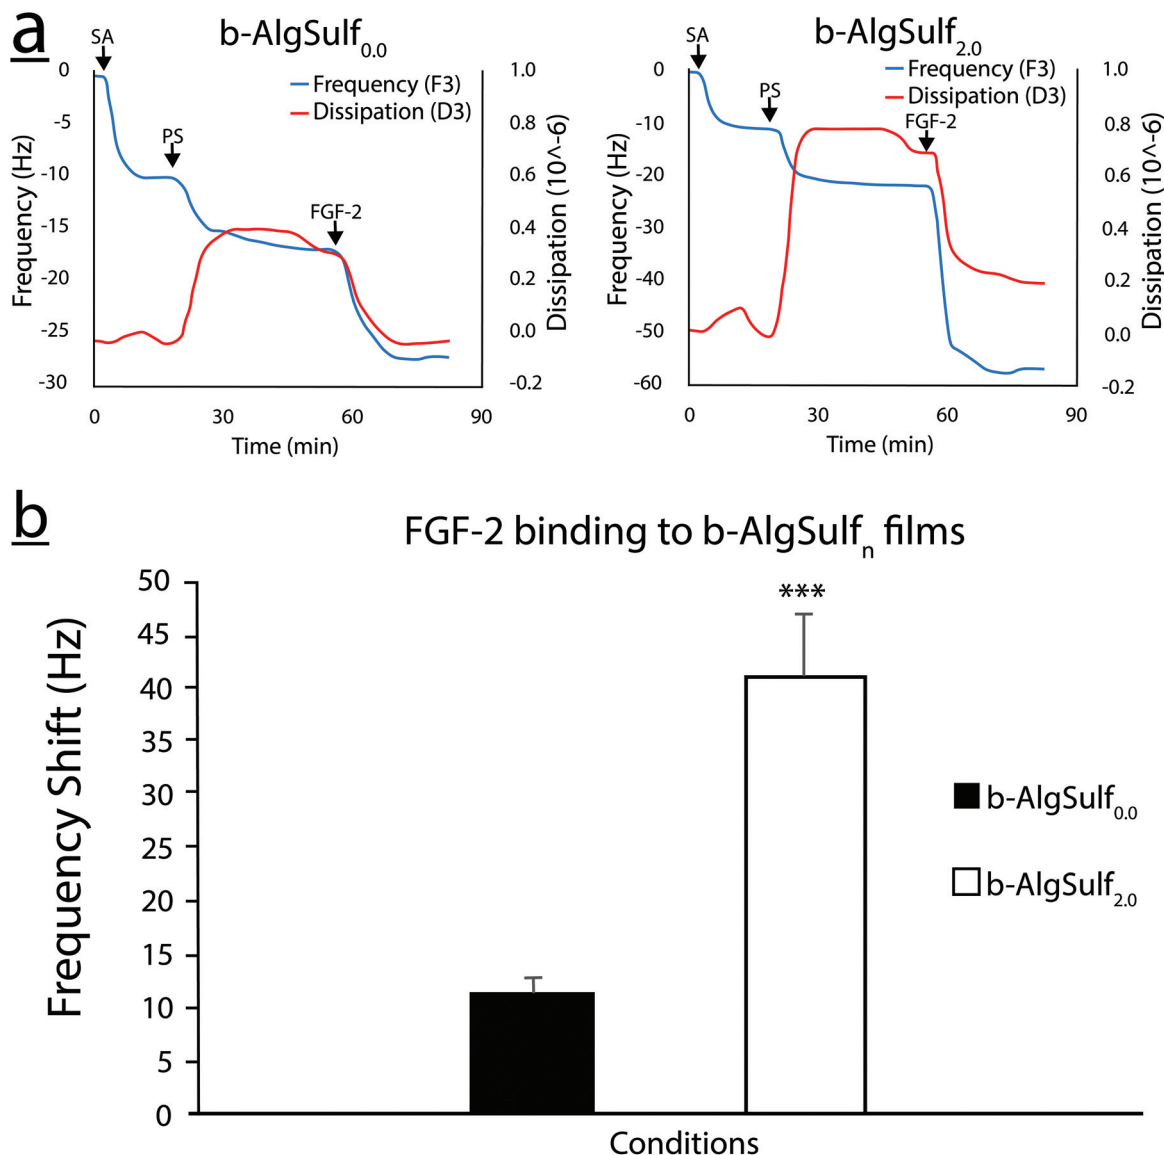 a
b-AlgSulf0.0
SA
Frequency (F3)
Dissipation (D3)
PS
FGF-2
0
-5
-10
-15
-20
-25
-30
Frequency (Hz)
1.0
0.8
0.6
0.4
0.2
0.0
-0.2
Dissipation (10^-6)
0 30 60 90
Time (min)
b-AlgSulf2.0
SA
Frequency (F3)
Dissipation (D3)
PS
FGF-2
0
-10
-20
-30
-40
-50
-60
Frequency (Hz)
1.0
0.8
0.6
0.4
0.2
0.0
-0.2
Dissipation (10^-6)
0 30 60 90
Time (min)
b
FGF-2 binding to b-AlgSulfn films
50
45
40
35
30
25
20
15
10
5
0
Frequency Shift (Hz)
***
b-AlgSulf0.0
b-AlgSulf2.0
Conditions